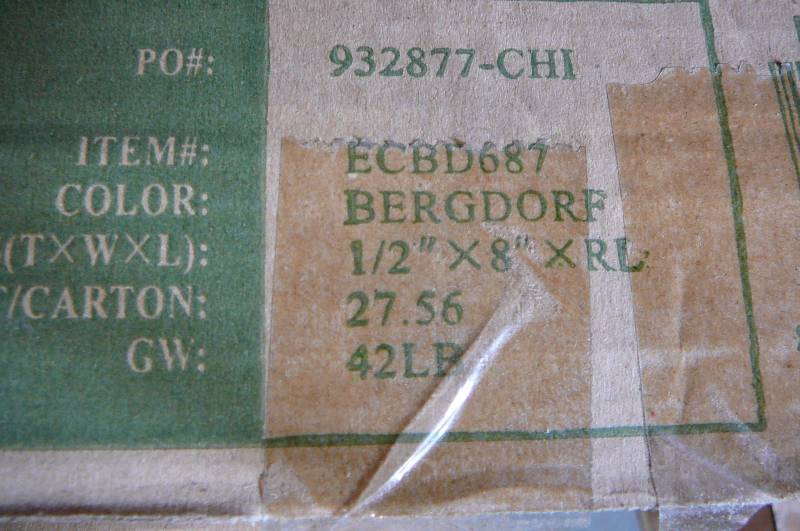 PO#: 932877-CHI
ITEM#: ECBD687
COLOR: BERGDORF
(T×W×L): 1/2"×8"×RL
/CARTON: 27.56
GW: 42LB